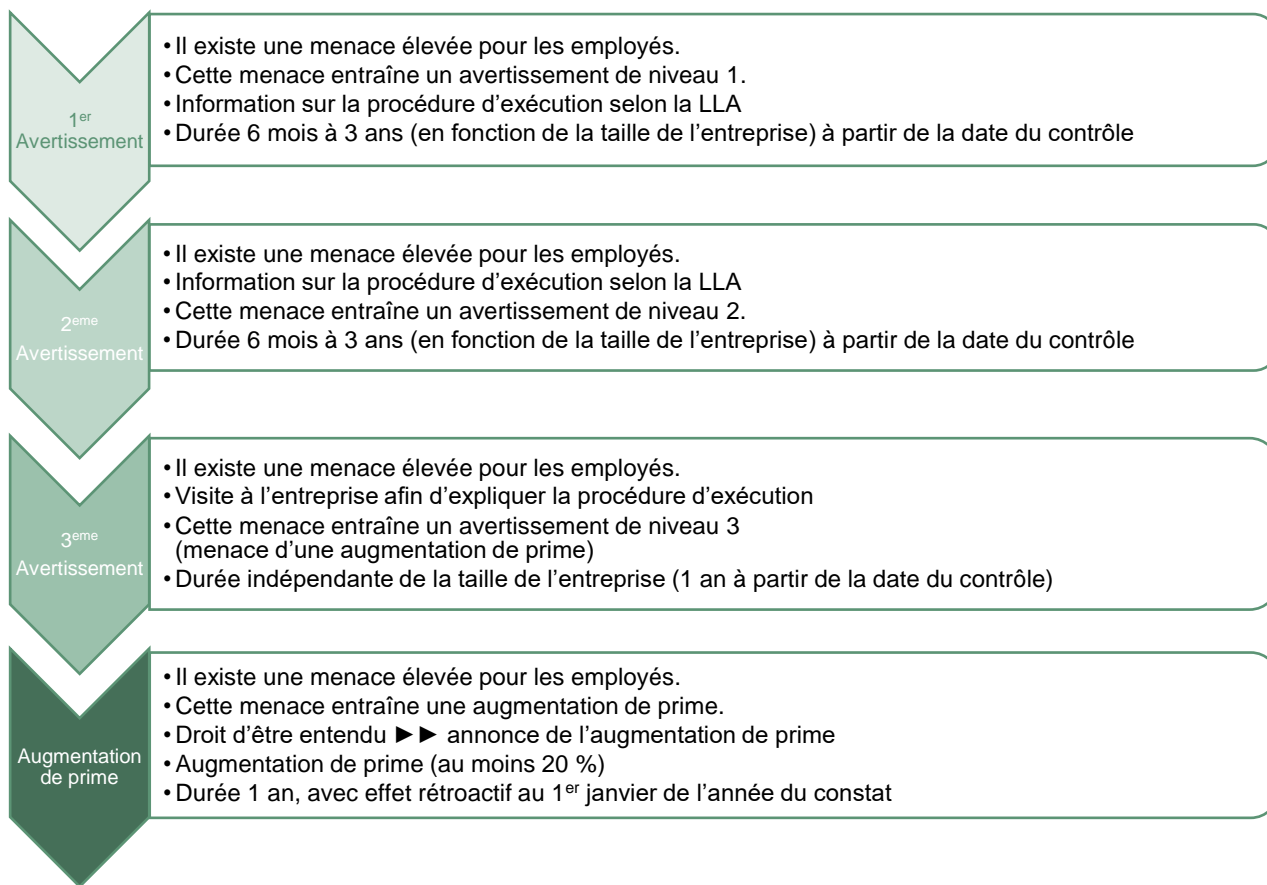 1er
Avertissement
• Il existe une menace élevée pour les employés.
• Cette menace entraîne un avertissement de niveau 1.
• Information sur la procédure d’exécution selon la LLA
• Durée 6 mois à 3 ans (en fonction de la taille de l’entreprise) à partir de la date du contrôle
2eme
Avertissement
• Il existe une menace élevée pour les employés.
• Information sur la procédure d’exécution selon la LLA
• Cette menace entraîne un avertissement de niveau 2.
• Durée 6 mois à 3 ans (en fonction de la taille de l’entreprise) à partir de la date du contrôle
3eme
Avertissement
• Il existe une menace élevée pour les employés.
• Visite à l’entreprise afin d’expliquer la procédure d’exécution
• Cette menace entraîne un avertissement de niveau 3
(menace d’une augmentation de prime)
• Durée indépendante de la taille de l’entreprise (1 an à partir de la date du contrôle)
Augmentation
de prime
• Il existe une menace élevée pour les employés.
• Cette menace entraîne une augmentation de prime.
• Droit d’être entendu ►► annonce de l’augmentation de prime
• Augmentation de prime (au moins 20 %)
• Durée 1 an, avec effet rétroactif au 1er janvier de l’année du constat